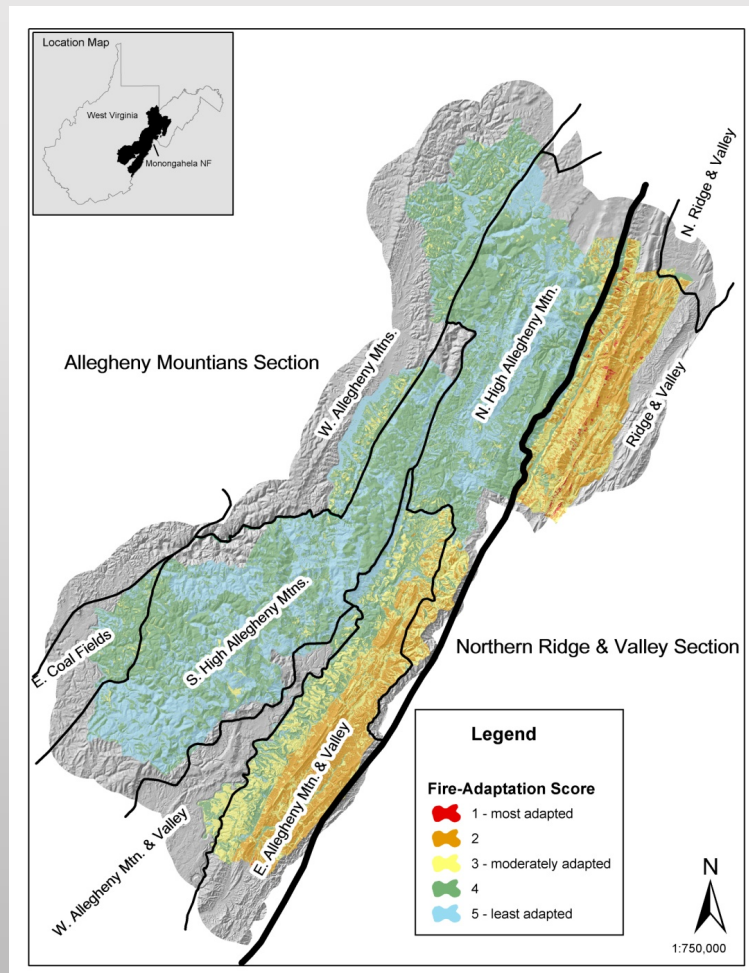 Location Map
West Virginia
Monongahela NF
N. Ridge & Valley
N. High Allegheny Mtn.
W. Allegheny Mtns.
Allegheny Mountians Section
Ridge & Valley
S. High Allegheny Mtns.
E. Coal Fields
Northern Ridge & Valley Section
E. Allegheny Mtn. & Valley
W. Allegheny Mtn. & Valley
Legend
Fire-Adaptation Score
1 - most adapted
2
3 - moderately adapted
4
5 - least adapted
N
1:750,000